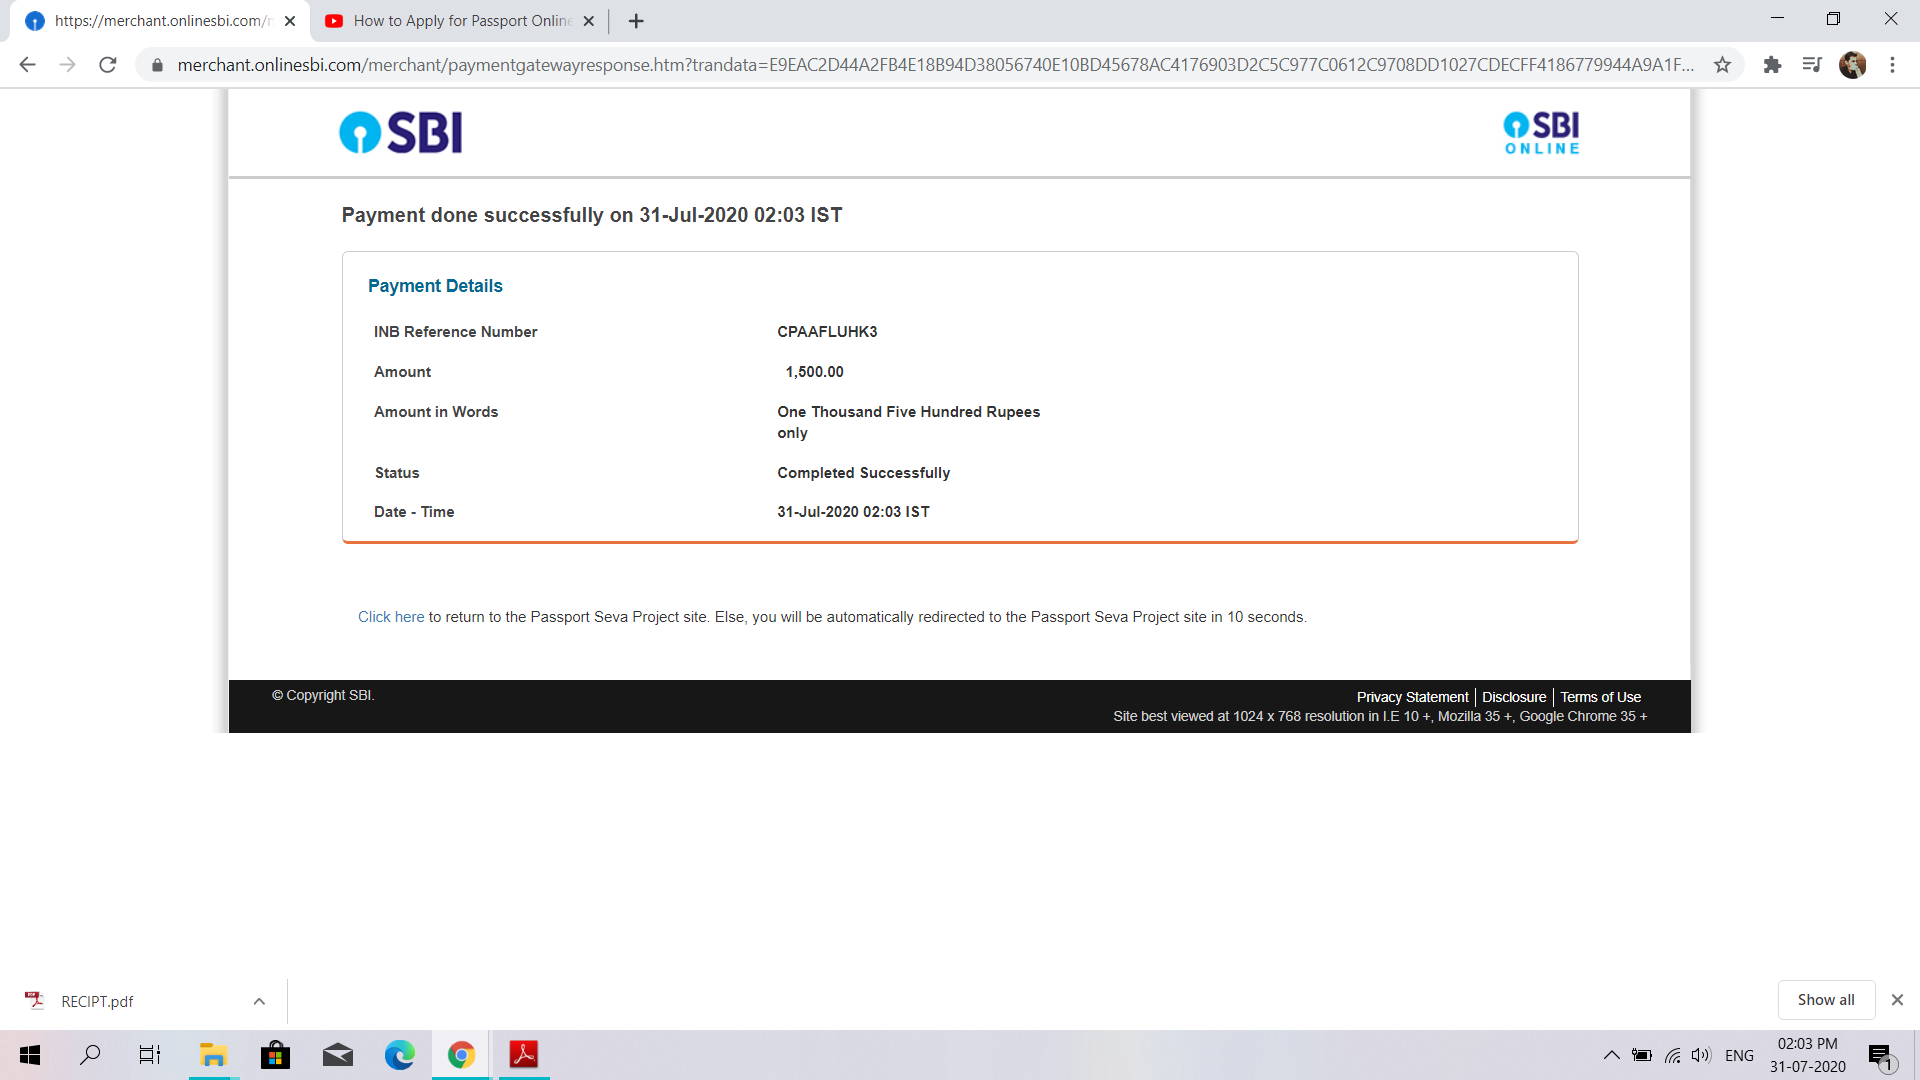 https://merchant.onlinesbi.com/
How to Apply for Passport Online
merchant.onlinesbi.com/merchant/paymentgatewayresponse.htm?trandata=E9EAC2D44A2FB4E18B94D38056740E10BD45678AC4176903D2C5C977C0612C9708DD1027CDECFF4186779944A9A1F...
SBI
SBI
ONLINE
Payment done successfully on 31-Jul-2020 02:03 IST
Payment Details
INB Reference Number CPAAFLUHK3
Amount 1,500.00
Amount in Words One Thousand Five Hundred Rupees
only
Status Completed Successfully
Date - Time 31-Jul-2020 02:03 IST
Click here to return to the Passport Seva Project site. Else, you will be automatically redirected to the Passport Seva Project site in 10 seconds.
© Copyright SBI.
Privacy Statement | Disclosure | Terms of Use
Site best viewed at 1024 x 768 resolution in I.E 10 +, Mozilla 35 +, Google Chrome 35 +
RECIPT.pdf
Show all
ENG
02:03 PM
31-07-2020
1